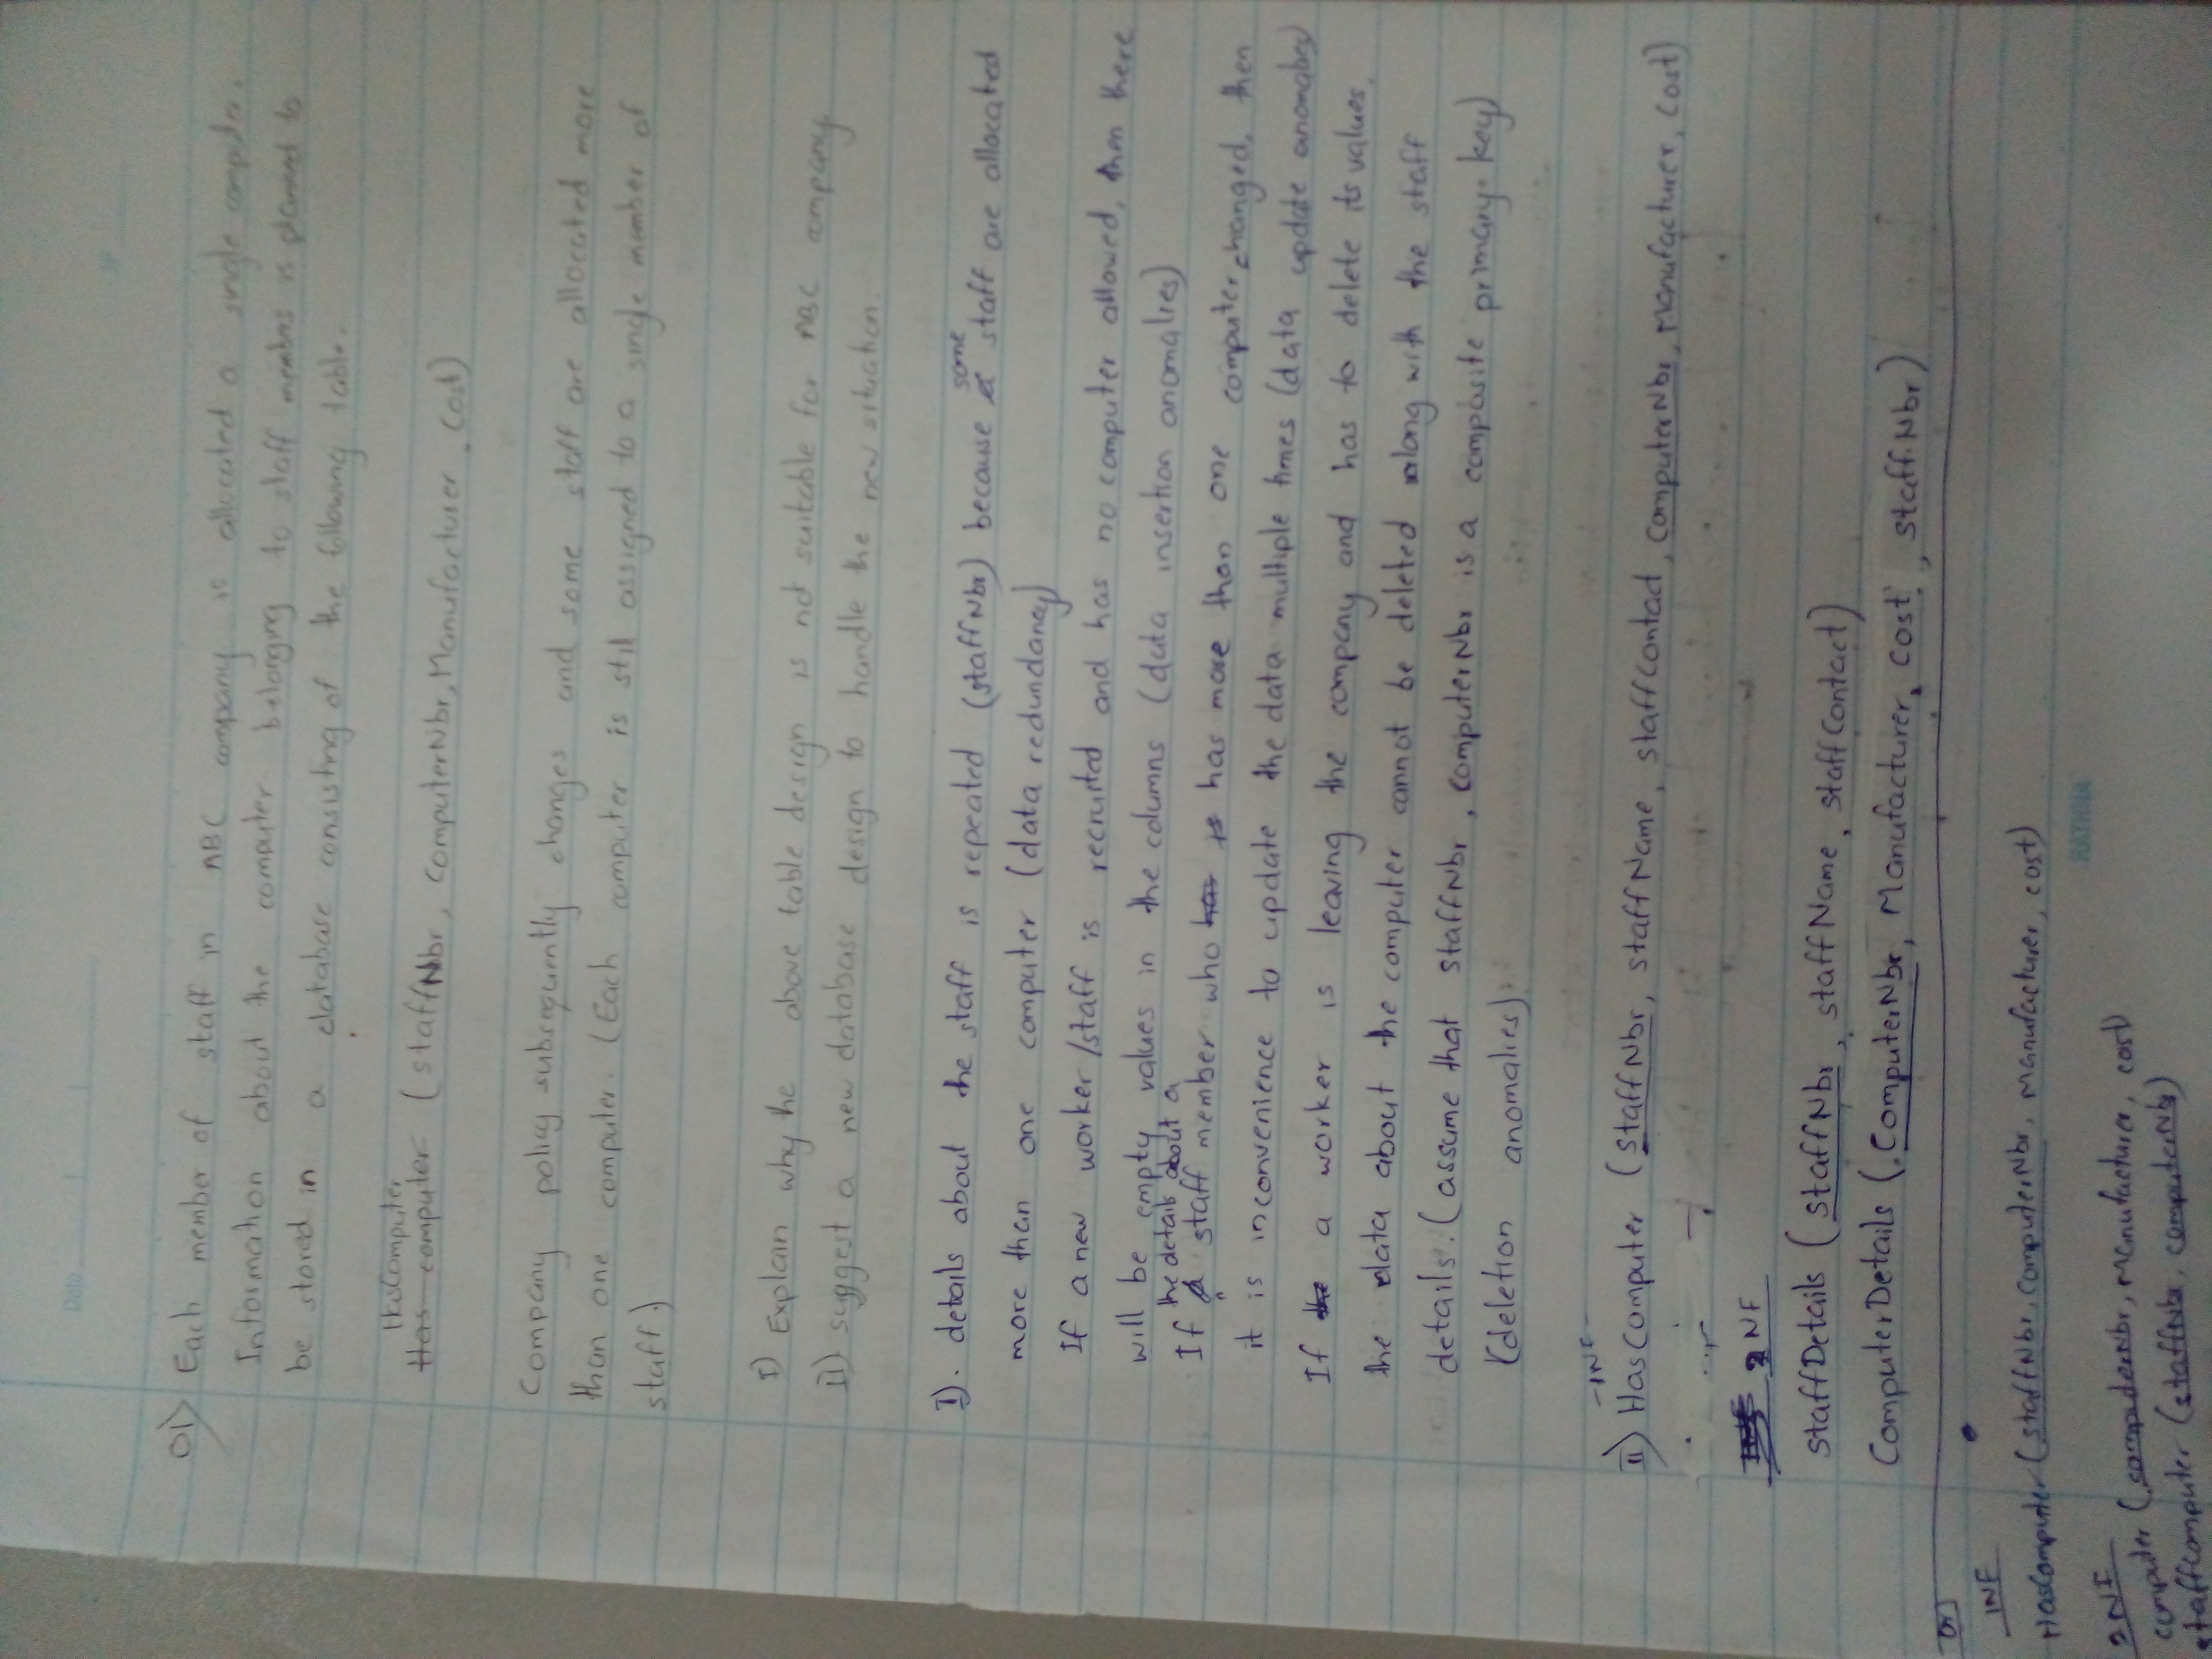 Date
01) Each member of staff in ABC company is allocated a single computer.
Information about the computer belonging to staff members is planned to
be stored in a database consisting of the following table.
HasComputer
Has computer (staffNbr, computerNbr, Manufacturer, Cost)
Company policy subsequently changes and some staff are allocated more
than one computer. (Each computer is still assigned to a single member of
staff.)
I) Explain why the above table design is not suitable for ABC company
II) suggest a new database design to handle the new situation.
I). details about the staff is repeated (staffNbr) because some staff are allocated
more than one computer (data redundancy)
If a new worker/staff is recruited and has no computer allowed, then there
will be empty values in the columns (data insertion anomalies)
the details about a
If staff member who has more than one computer changed, then
it is inconvenience to update the data multiple times (data update anomalies)
If a worker is leaving the company and has to delete its values,
the data about the computer cannot be deleted along with the staff
details. (assume that staffNbr, computerNbr is a composite primary key)
(deletion anomalies)
-1NF-
II) HasComputer (staffNbr, staffName, staffContact, ComputerNbr, Manufacturer, cost)
2NF
staffDetails (staffNbr, staffName, staffContact)
ComputerDetails (ComputerNbr, Manufacturer, cost, staffNbr)
Or
1NF
HasComputer (staffNbr, computerNbr, manufacturer, cost)
2NF
computer (computerNbr, manufacturer, cost)
staffcomputer (staffNbr, computerNbr)
RATHNA